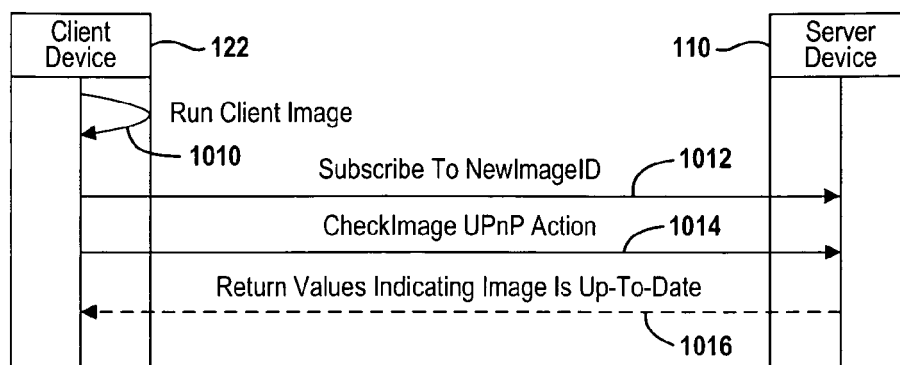 Client
Device
122
110
Server
Device
Run Client Image
1010
Subscribe To NewImageID
1012
CheckImage UPnP Action
1014
Return Values Indicating Image Is Up-To-Date
1016